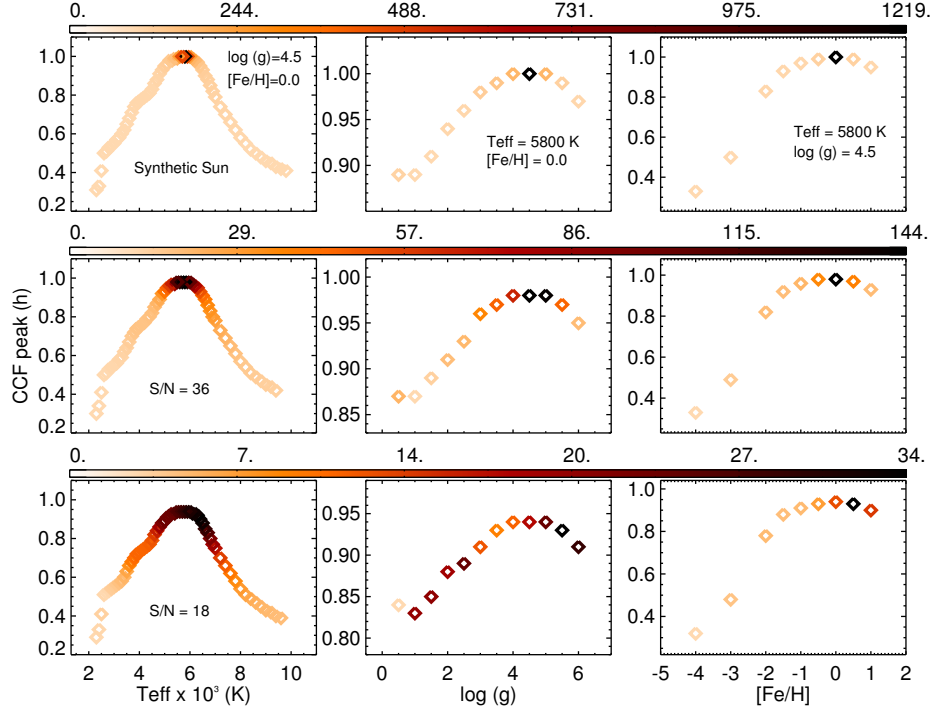 0. 244. 488. 731. 975. 1219.
1.0 0.8 0.6 0.4 0.2
log (g)=4.5
[Fe/H]=0.0
Synthetic Sun
1.00 0.95 0.90
Teff = 5800 K
[Fe/H] = 0.0
1.0 0.8 0.6 0.4
Teff = 5800 K
log (g) = 4.5
0. 29. 57. 86. 115. 144.
CCF peak (h)
1.0 0.8 0.6 0.4 0.2
S/N = 36
1.00 0.95 0.90 0.85
1.0 0.8 0.6 0.4
0. 7. 14. 20. 27. 34.
1.0 0.8 0.6 0.4 0.2
S/N = 18
0.95 0.90 0.85 0.80
1.0 0.8 0.6 0.4
2 4 6 8 10
0 2 4 6
-5 -4 -3 -2 -1 0 1 2
Teff x 10³ (K)
log (g)
[Fe/H]